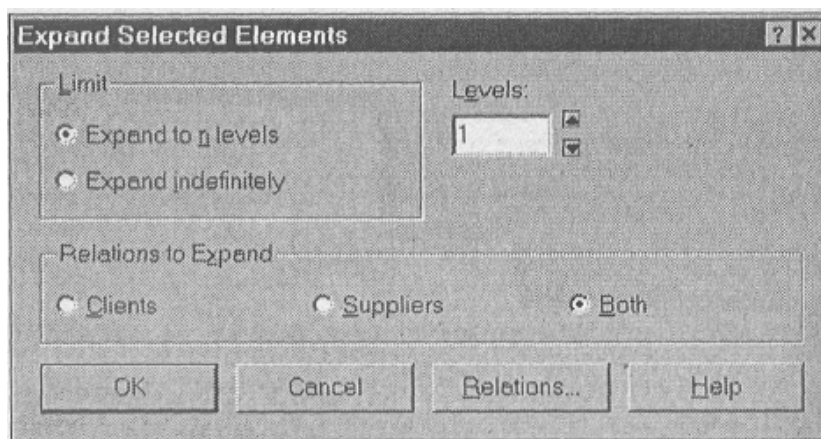 Expand Selected Elements
Limit
Levels:
Expand to n levels
1
Expand indefinitely
Relations to Expand
Clients Suppliers Both
OK Cancel Relations... Help